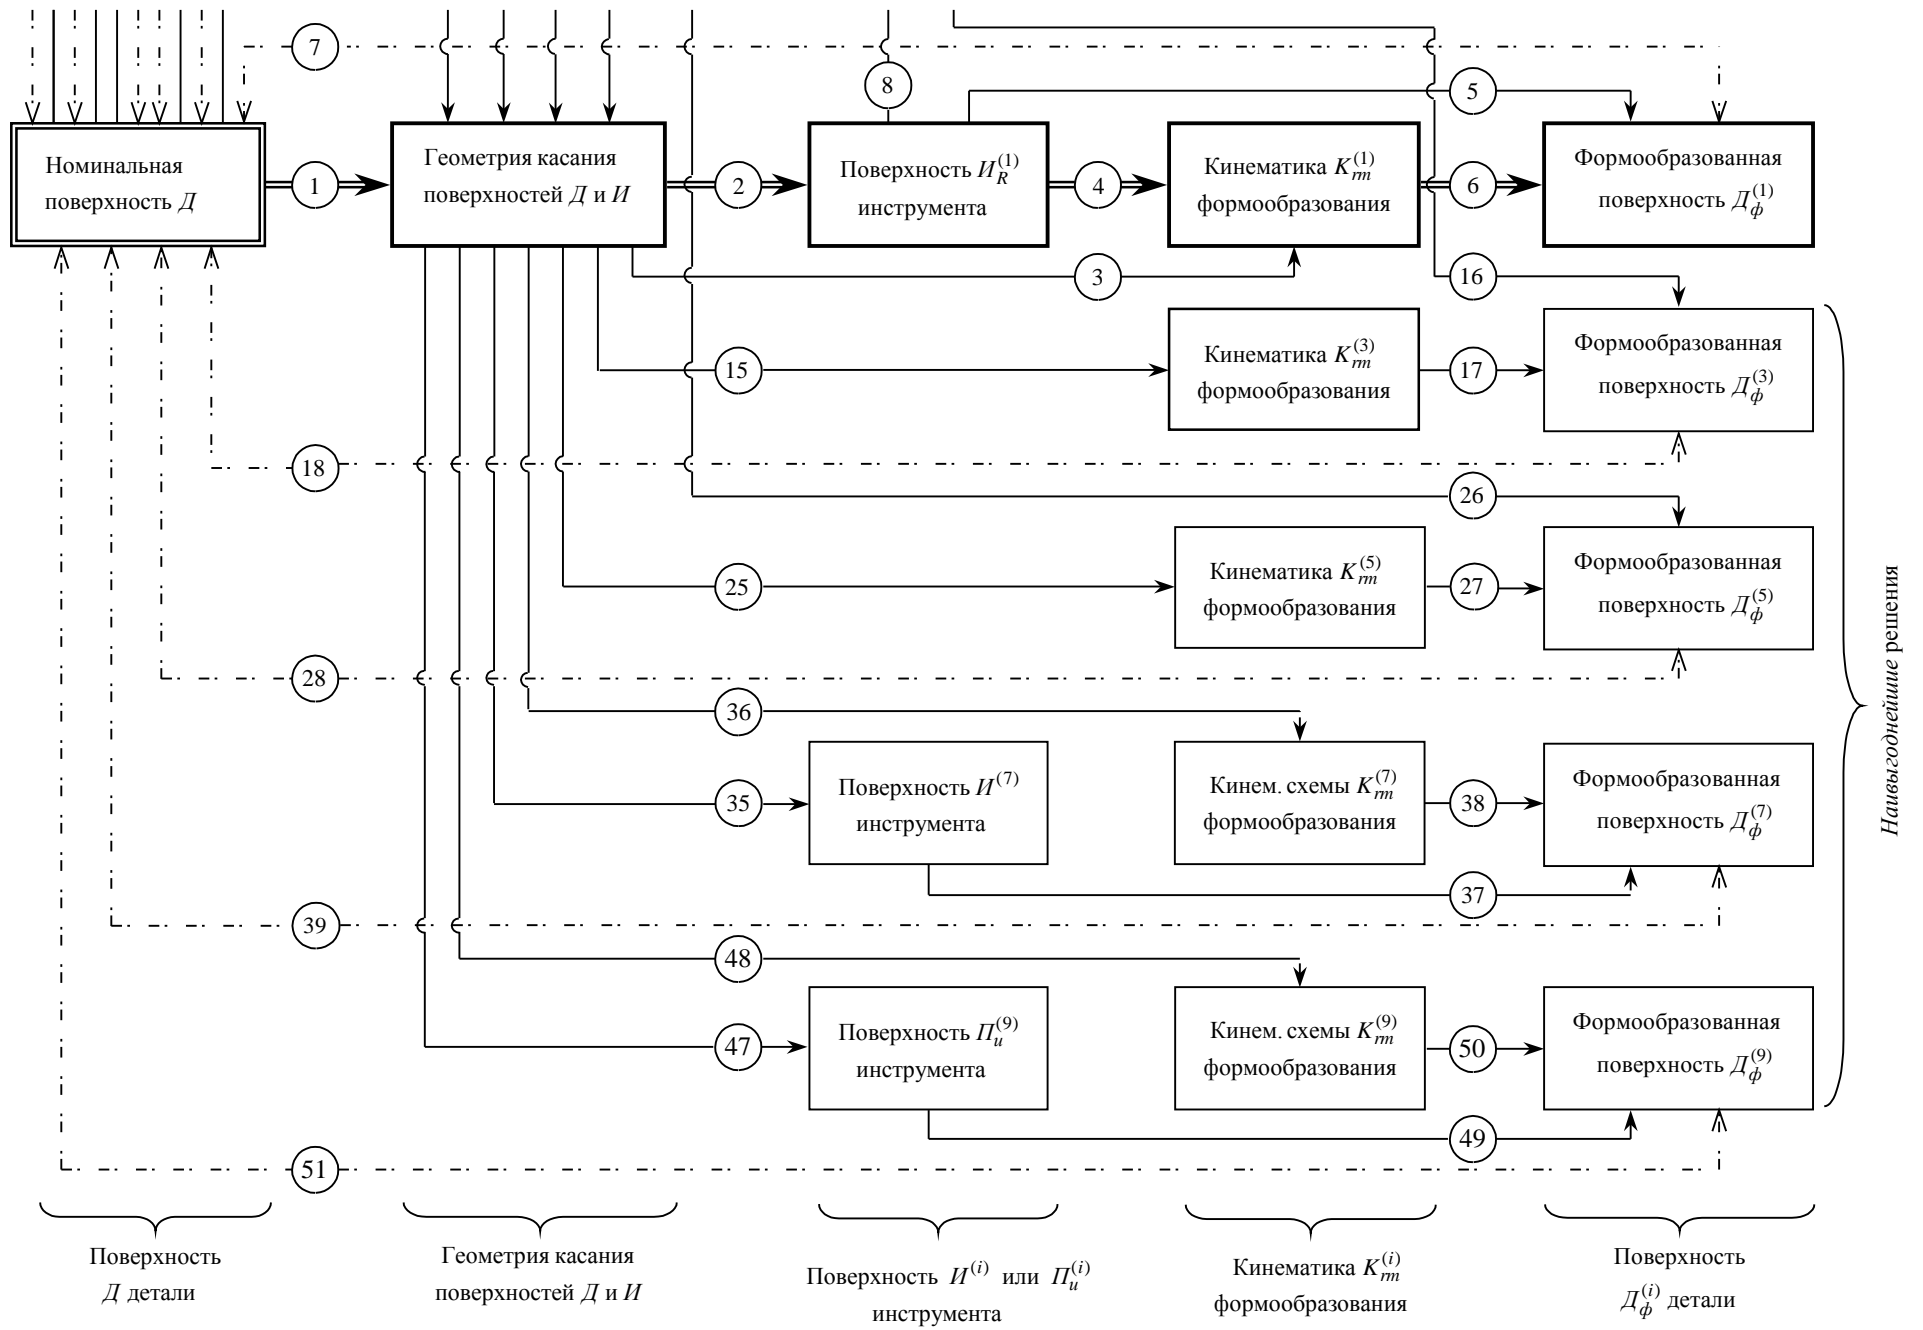 7
8
5
Номинальная
поверхность Д
1
Геометрия касания
поверхностей Д и И
2
Поверхность И_R^(1)
инструмента
4
Кинематика K_rm^(1)
формообразования
6
Формообразованная
поверхность Д_ф^(1)
3
16
15
Кинематика K_rm^(3)
формообразования
17
Формообразованная
поверхность Д_ф^(3)
18
26
25
Кинематика K_rm^(5)
формообразования
27
Формообразованная
поверхность Д_ф^(5)
28
36
35
Поверхность И^(7)
инструмента
Кинем. схемы K_rm^(7)
формообразования
38
Формообразованная
поверхность Д_ф^(7)
37
39
48
47
Поверхность П_и^(9)
инструмента
Кинем. схемы K_rm^(9)
формообразования
50
Формообразованная
поверхность Д_ф^(9)
49
51
Наивыгоднейшие решения
Поверхность
Д детали
Геометрия касания
поверхностей Д и И
Поверхность И^(i) или П_и^(i)
инструмента
Кинематика K_rm^(i)
формообразования
Поверхность
Д_ф^(i) детали